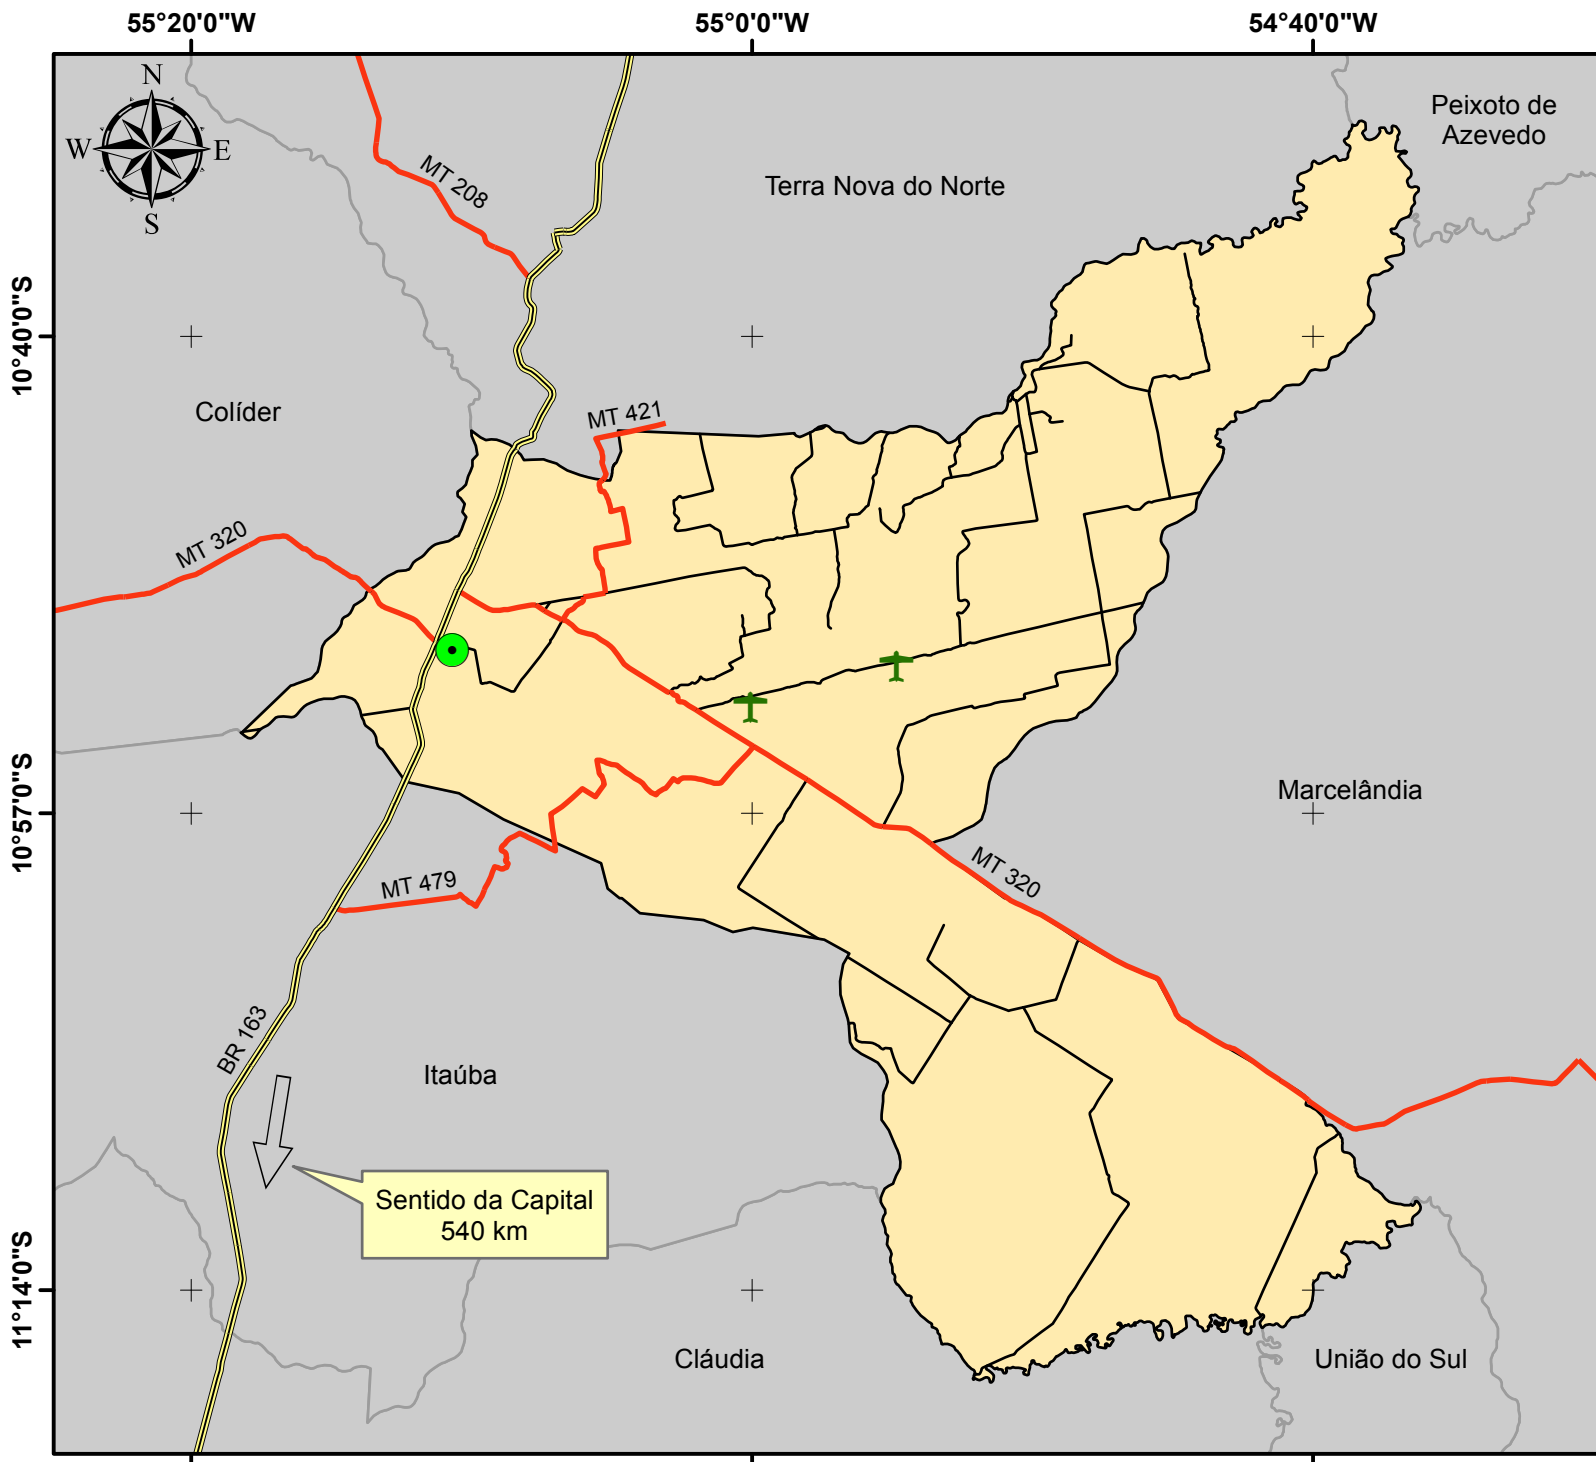 55°20'0"W
55°0'0"W
54°40'0"W
N
W
E
S
Peixoto de
Azevedo
MT 208
Terra Nova do Norte
10°40'0"S
Colíder
MT 421
MT 320
Marcelândia
10°57'0"S
MT 320
MT 479
BR 163
Itaúba
Sentido da Capital
540 km
11°14'0"S
Cláudia
União do Sul